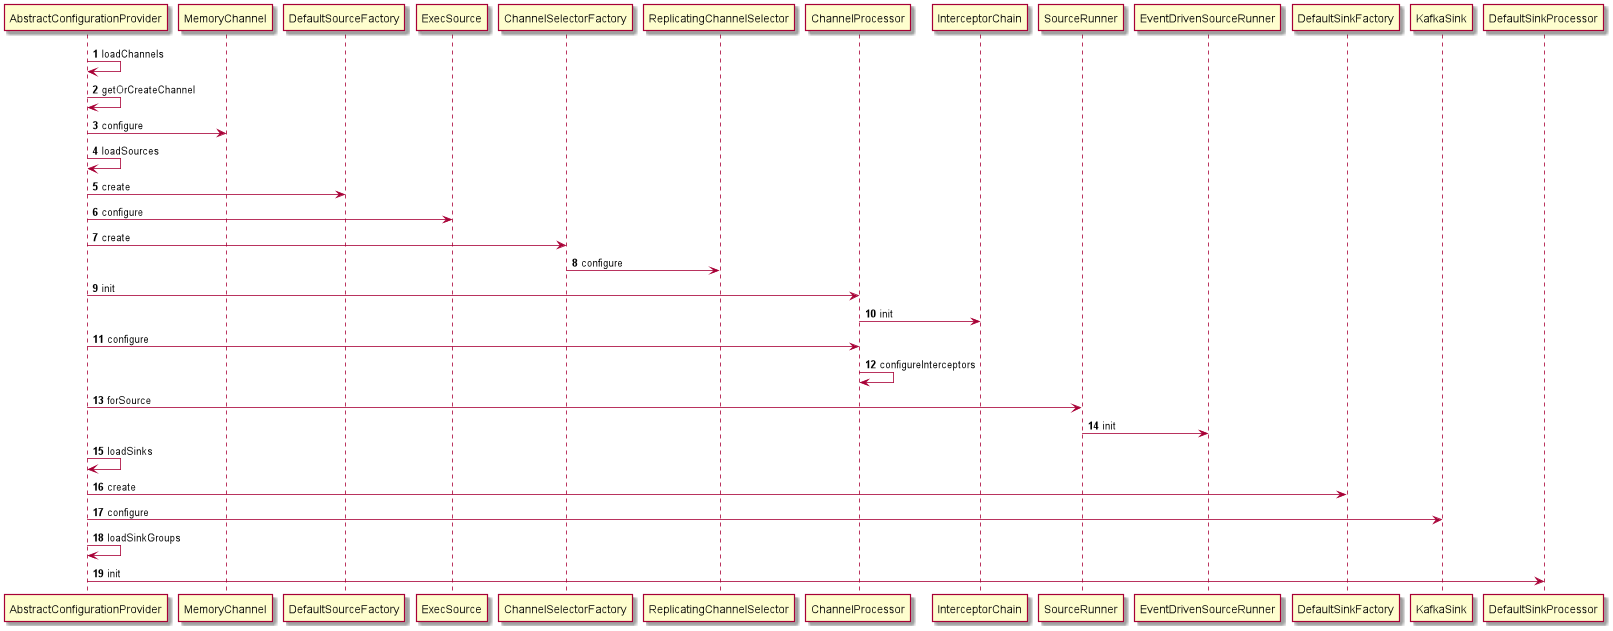 AbstractConfigurationProvider MemoryChannel DefaultSourceFactory ExecSource ChannelSelectorFactory ReplicatingChannelSelector ChannelProcessor InterceptorChain SourceRunner EventDrivenSourceRunner DefaultSinkFactory KafkaSink DefaultSinkProcessor
1 loadChannels
2 getOrCreateChannel
3 configure
4 loadSources
5 create
6 configure
7 create
8 configure
9 init
10 init
11 configure
12 configureInterceptors
13 forSource
14 init
15 loadSinks
16 create
17 configure
18 loadSinkGroups
19 init
AbstractConfigurationProvider MemoryChannel DefaultSourceFactory ExecSource ChannelSelectorFactory ReplicatingChannelSelector ChannelProcessor InterceptorChain SourceRunner EventDrivenSourceRunner DefaultSinkFactory KafkaSink DefaultSinkProcessor